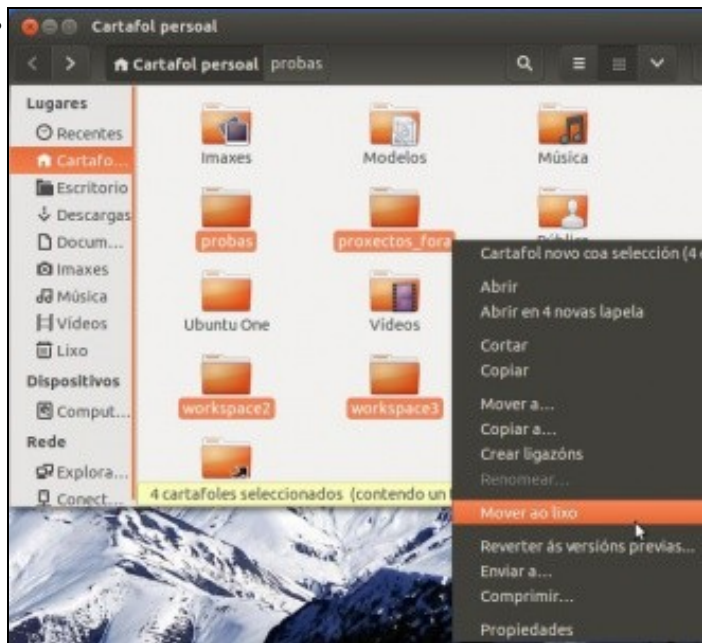 Cartafol persoal
Cartafol persoal probas
Lugares
Recentes
Cartafo...
Escritorio
Descargas
Docum...
Imaxes
Música
Vídeos
Lixo
Dispositivos
Comput...
Rede
Explora...
Conect...
Imaxes Modelos Música
probas proxectos_fora
Ubuntu One Vídeos
workspace2 workspace3
4 cartafoles seleccionados (contendo un
Cartafol novo coa selección (4
Abrir
Abrir en 4 novas lapela
Cortar
Copiar
Mover a...
Copiar a...
Crear ligazóns
Renomear...
Mover ao lixo
Reverter ás versións previas...
Enviar a...
Comprimir...
Propiedades